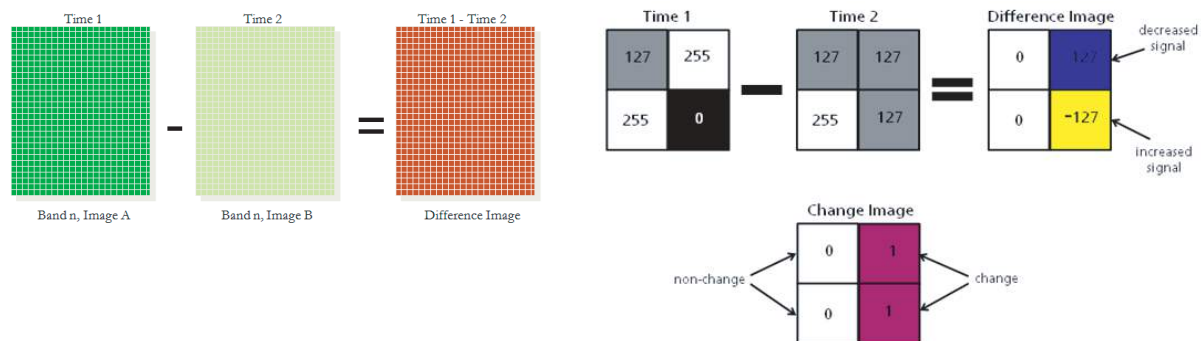 Time 1
Time 2
Time 1 - Time 2
Band n, Image A
Band n, Image B
Difference Image
Time 1
Time 2
Difference Image
127 255
127 127
0 127
decreased
signal
255 0
255 127
0 -127
increased
signal
Change Image
0 1
0 1
non-change
change